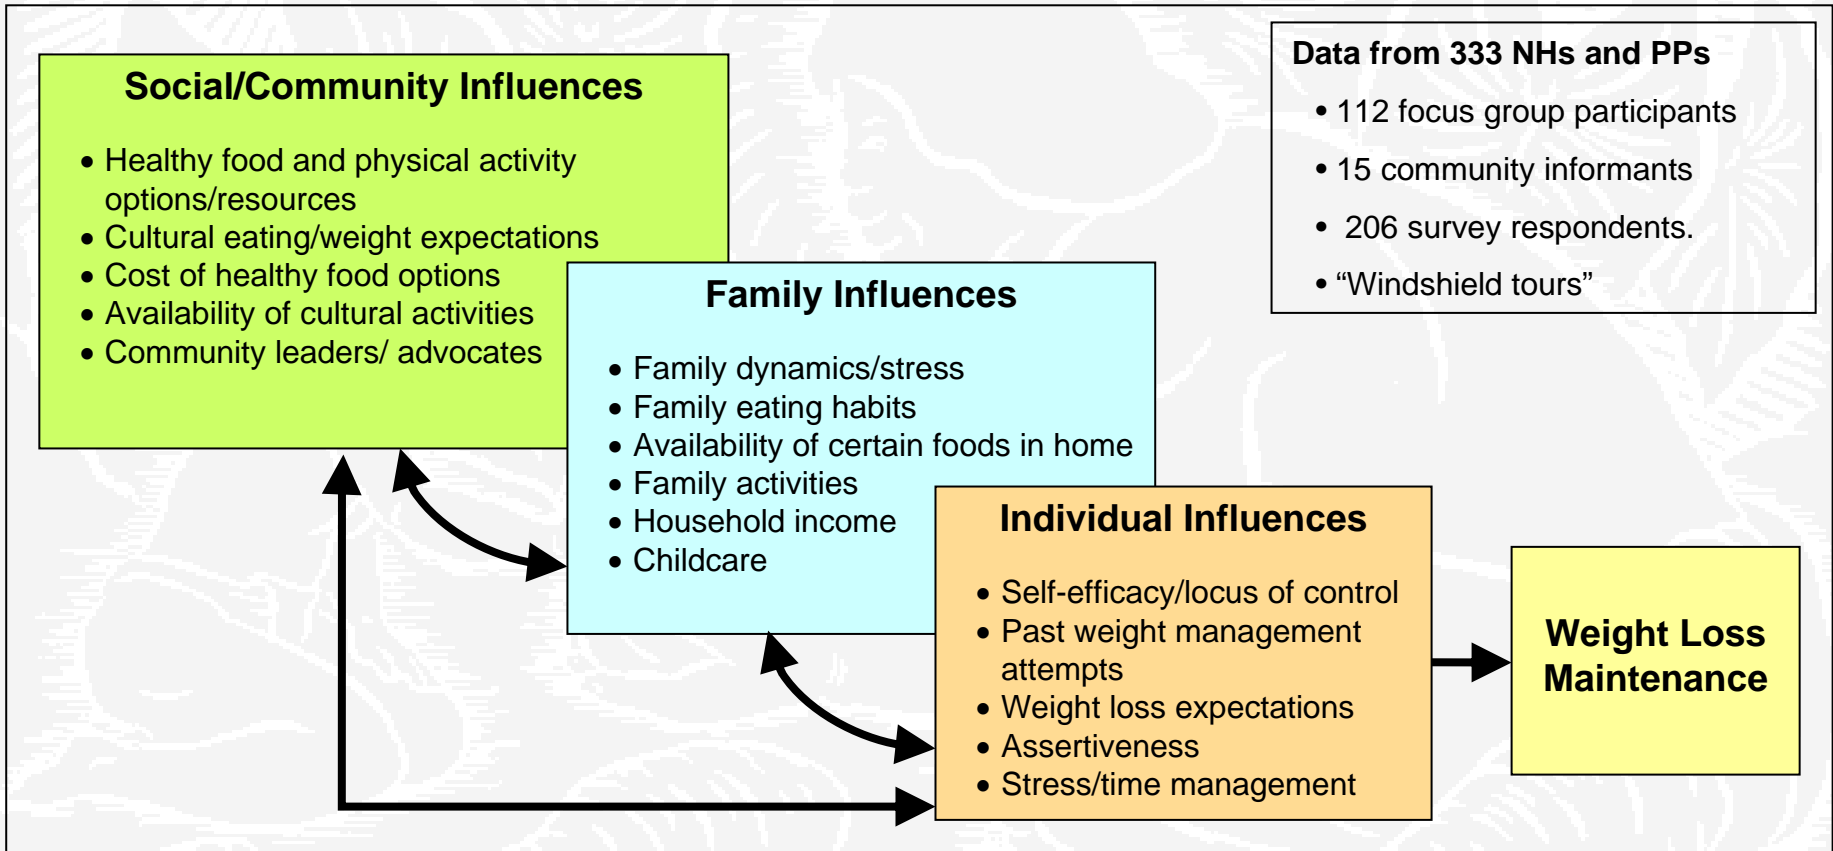 Social/Community Influences
• Healthy food and physical activity
options/resources
• Cultural eating/weight expectations
• Cost of healthy food options
• Availability of cultural activities
• Community leaders/ advocates
Family Influences
• Family dynamics/stress
• Family eating habits
• Availability of certain foods in home
• Family activities
• Household income
• Childcare
Individual Influences
• Self-efficacy/locus of control
• Past weight management
attempts
• Weight loss expectations
• Assertiveness
• Stress/time management
Weight Loss
Maintenance
Data from 333 NHs and PPs
• 112 focus group participants
• 15 community informants
• 206 survey respondents.
• “Windshield tours”